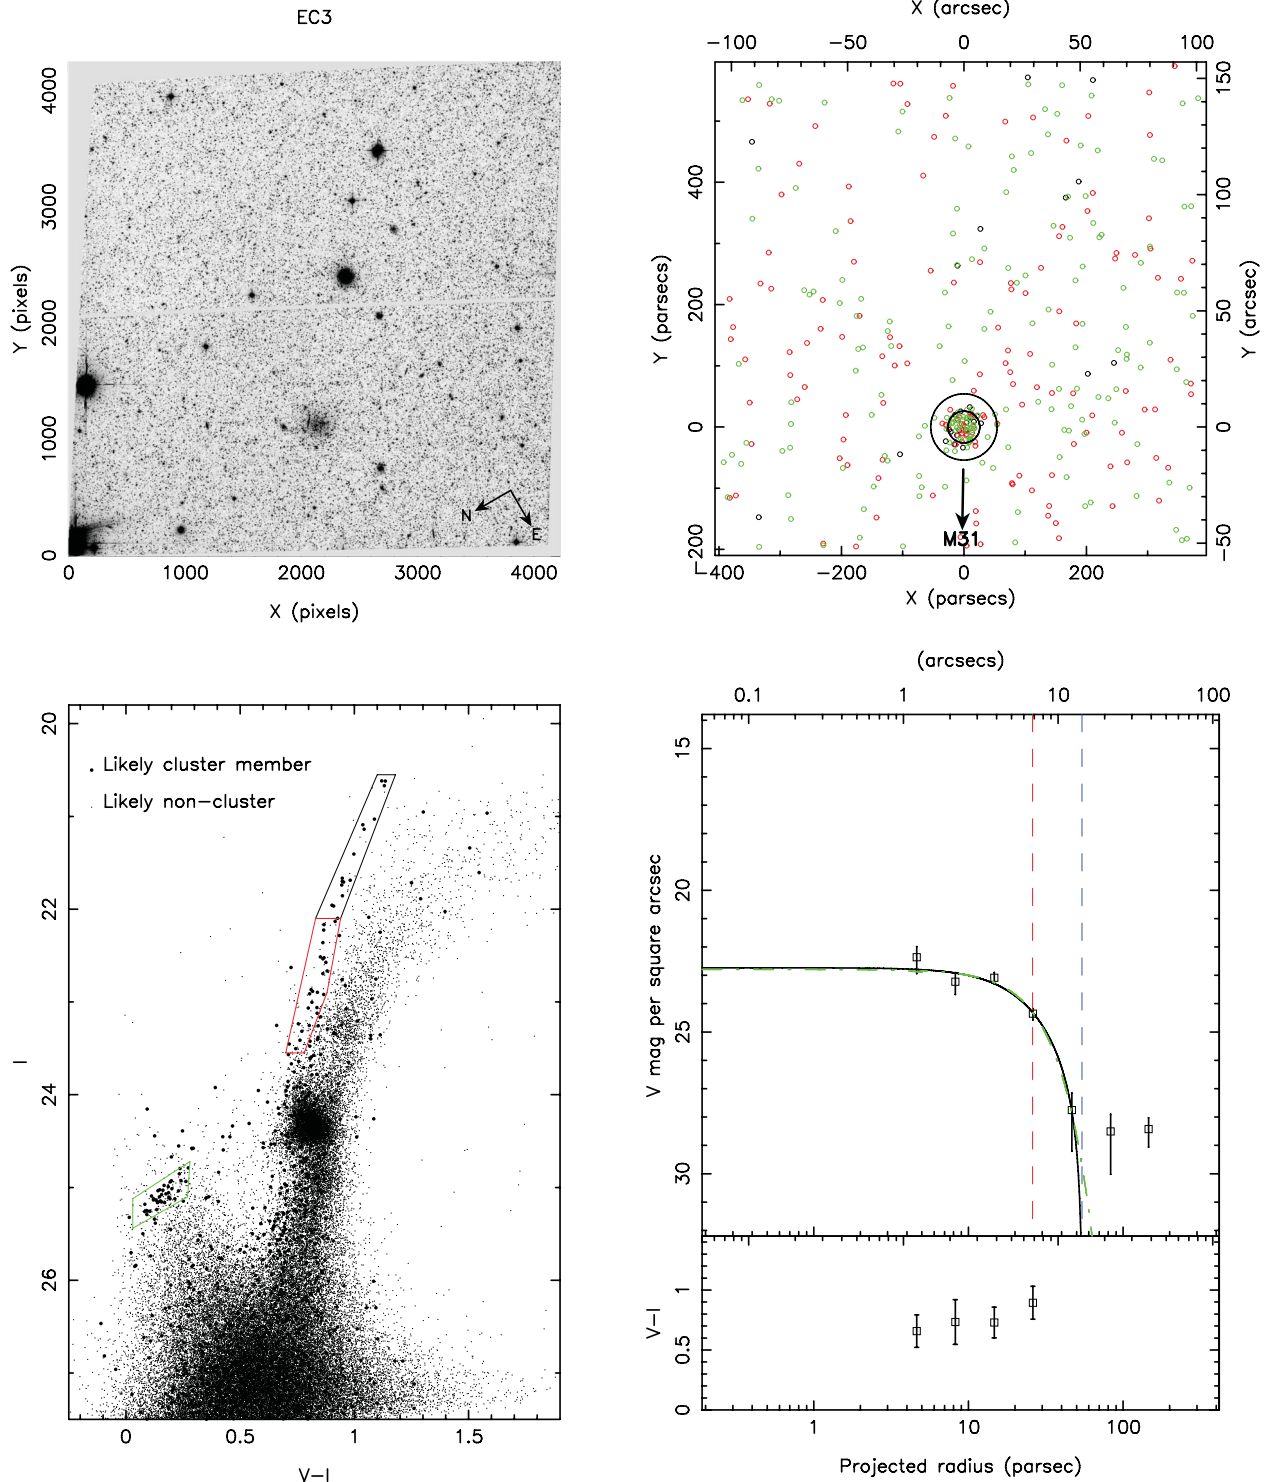 EC3
Y (pixels)
4000
3000
2000
1000
0
N
E
0 1000 2000 3000 4000
X (pixels)
X (arcsec)
−100 −50 0 50 100
Y (parsecs)
400
200
0
−200
150
100
50
0
−50
Y (arcsec)
M31
−400 −200 0 200
X (parsecs)
I
20
22
24
26
Likely cluster member
Likely non−cluster
0 0.5 1 1.5
V−I
(arcsecs)
0.1 1 10 100
V mag per square arcsec
15
20
25
30
V−I
1
0.5
0
1 10 100
Projected radius (parsec)